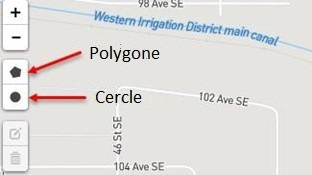 98 Ave SE
+
−
Western Irrigation District main canal
Polygone
Cercle
102 Ave SE
46 St SE
104 Ave SE